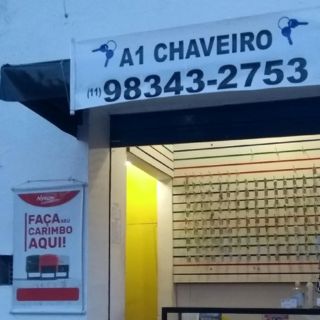 A1 CHAVEIRO
(11) 98343-2753
FAÇA SEU
CARIMBO
AQUI!